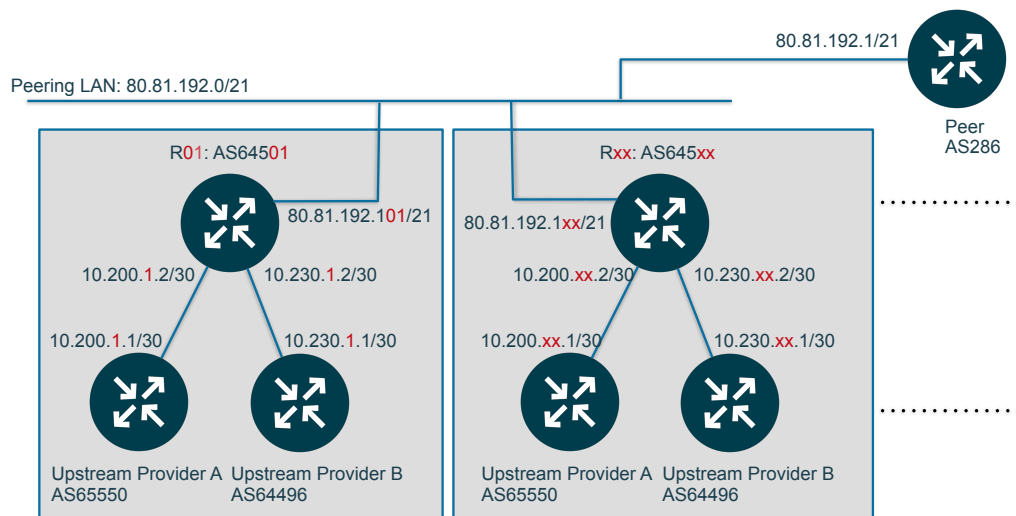 80.81.192.1/21
Peering LAN: 80.81.192.0/21
Peer
AS286
R01: AS64501
80.81.192.101/21
10.200.1.2/30
10.230.1.2/30
10.200.1.1/30
10.230.1.1/30
Upstream Provider A
AS65550
Upstream Provider B
AS64496
Rxx: AS645xx
80.81.192.1xx/21
10.200.xx.2/30
10.230.xx.2/30
10.200.xx.1/30
10.230.xx.1/30
Upstream Provider A
AS65550
Upstream Provider B
AS64496